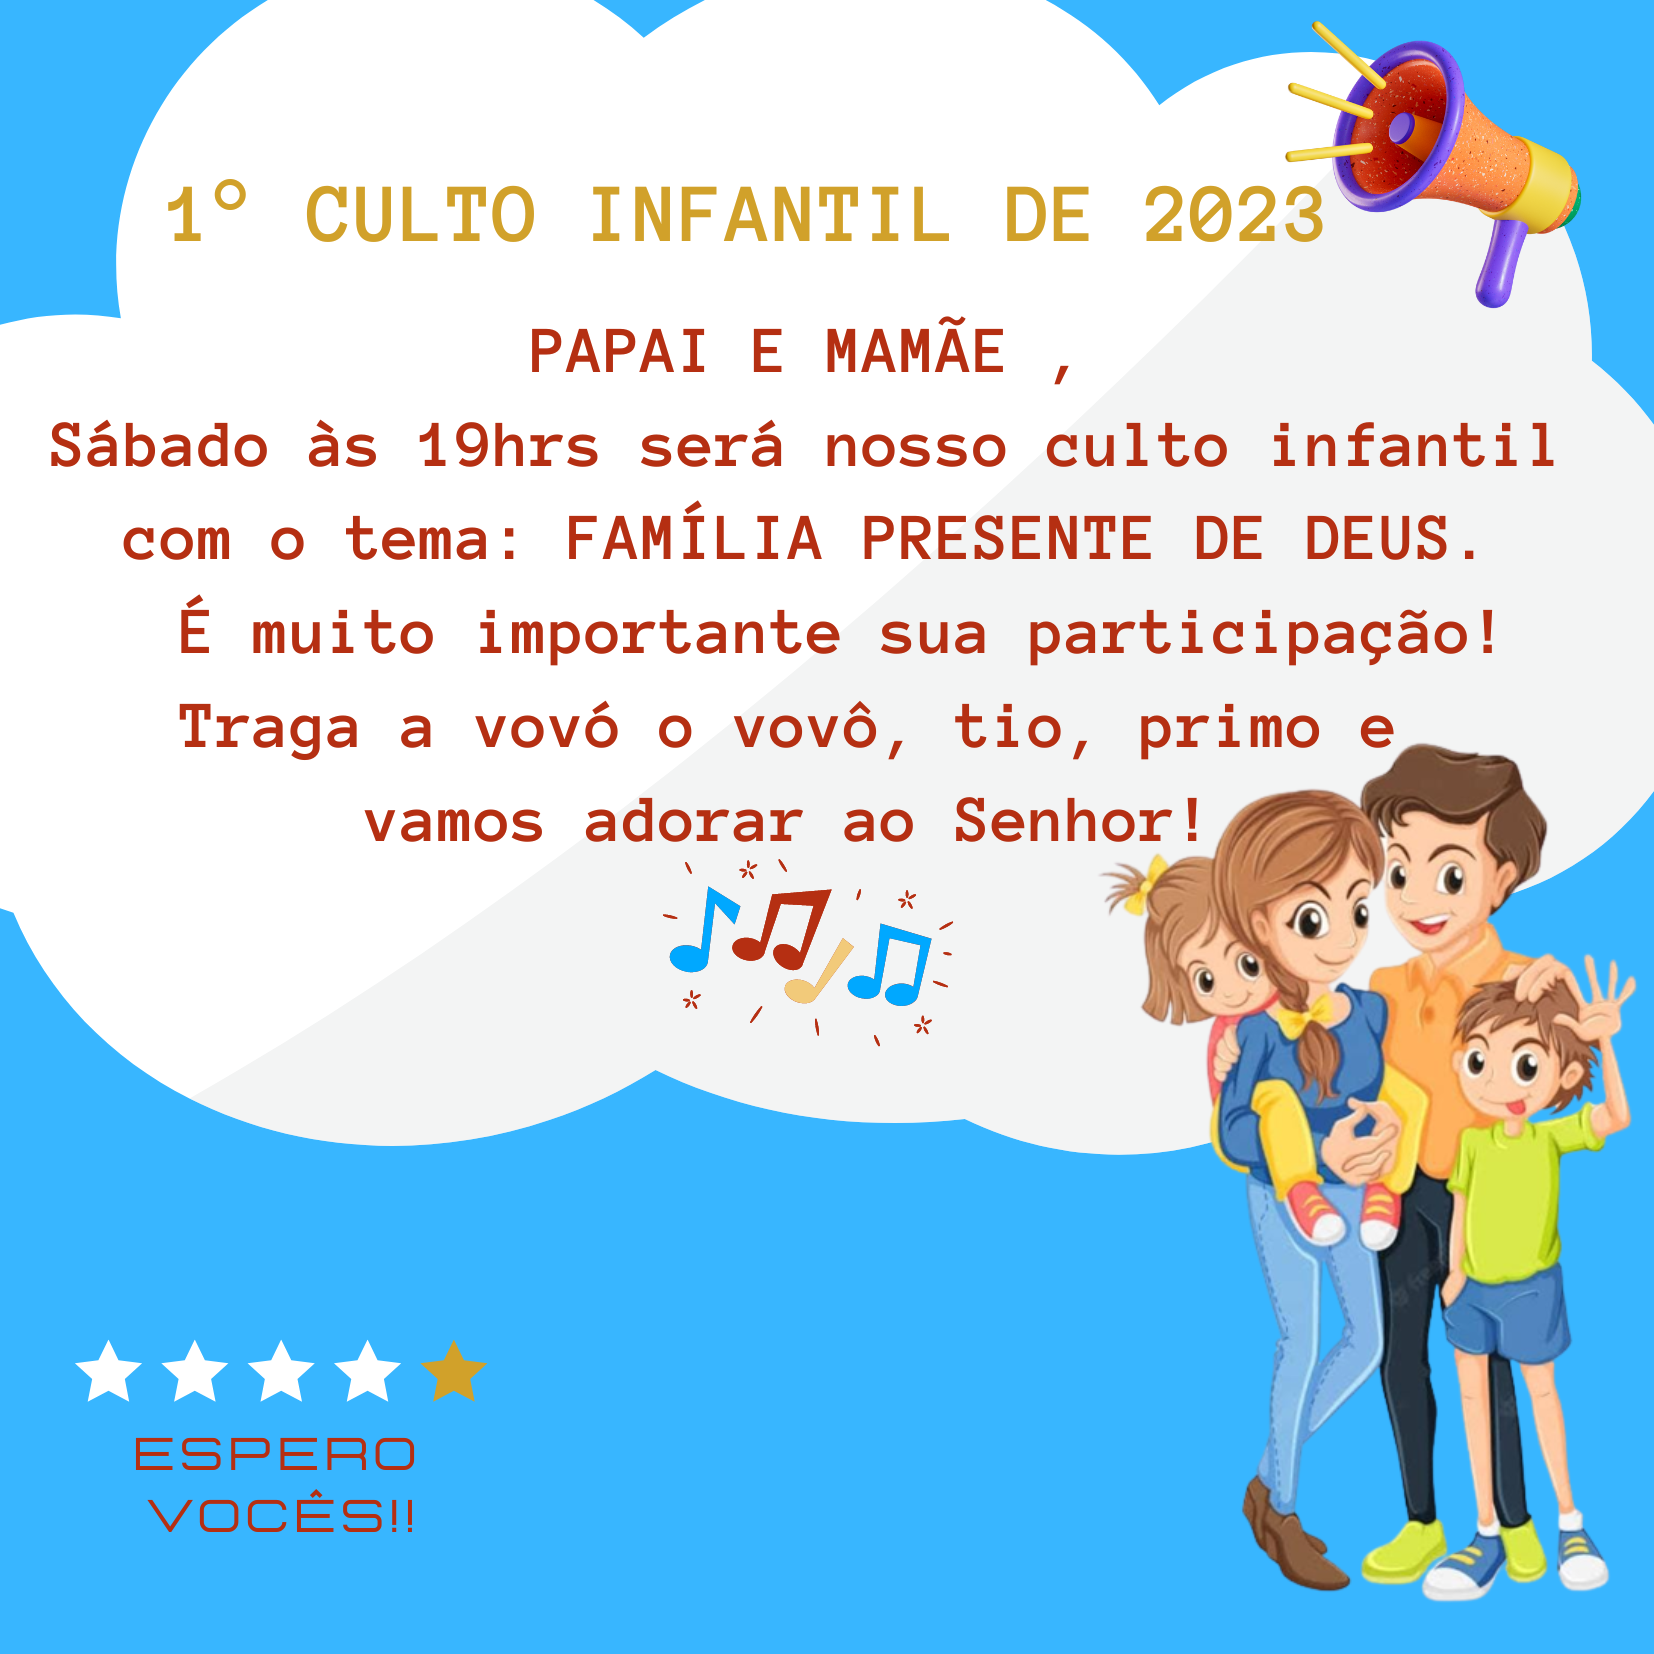 1º CULTO INFANTIL DE 2023
PAPAI E MAMÃE ,
Sábado às 19hrs será nosso culto infantil
com o tema: FAMÍLIA PRESENTE DE DEUS.
É muito importante sua participação!
Traga a vovó o vovô, tio, primo e
vamos adorar ao Senhor!
ESPERO
VOCÊS!!